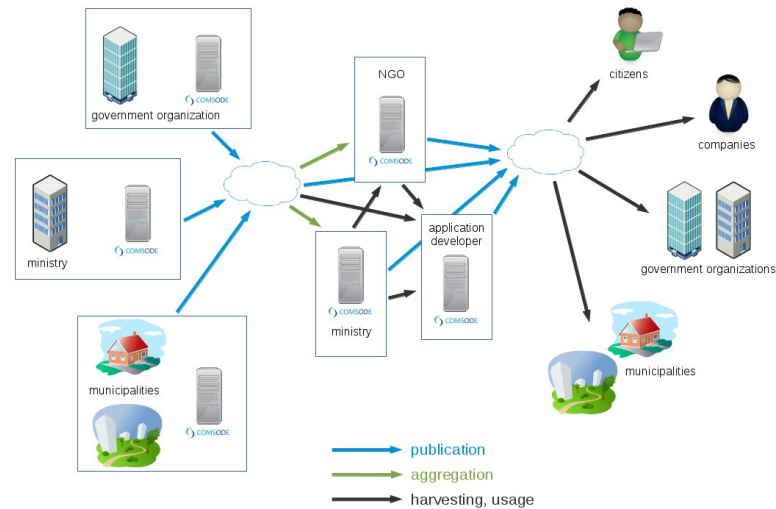 COMSODE
government organization
NGO
COMSODE
citizens
companies
ministry
COMSODE
application
developer
COMSODE
ministry
COMSODE
government organizations
municipalities
COMSODE
municipalities
publication
aggregation
harvesting, usage